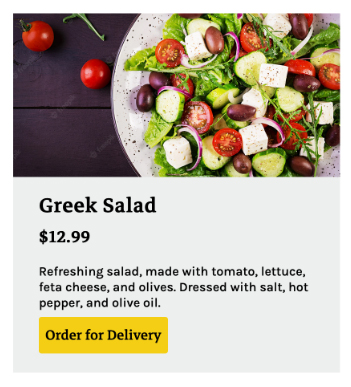 Greek Salad
$12.99
Refreshing salad, made with tomato, lettuce,
feta cheese, and olives. Dressed with salt, hot
pepper, and olive oil.
Order for Delivery